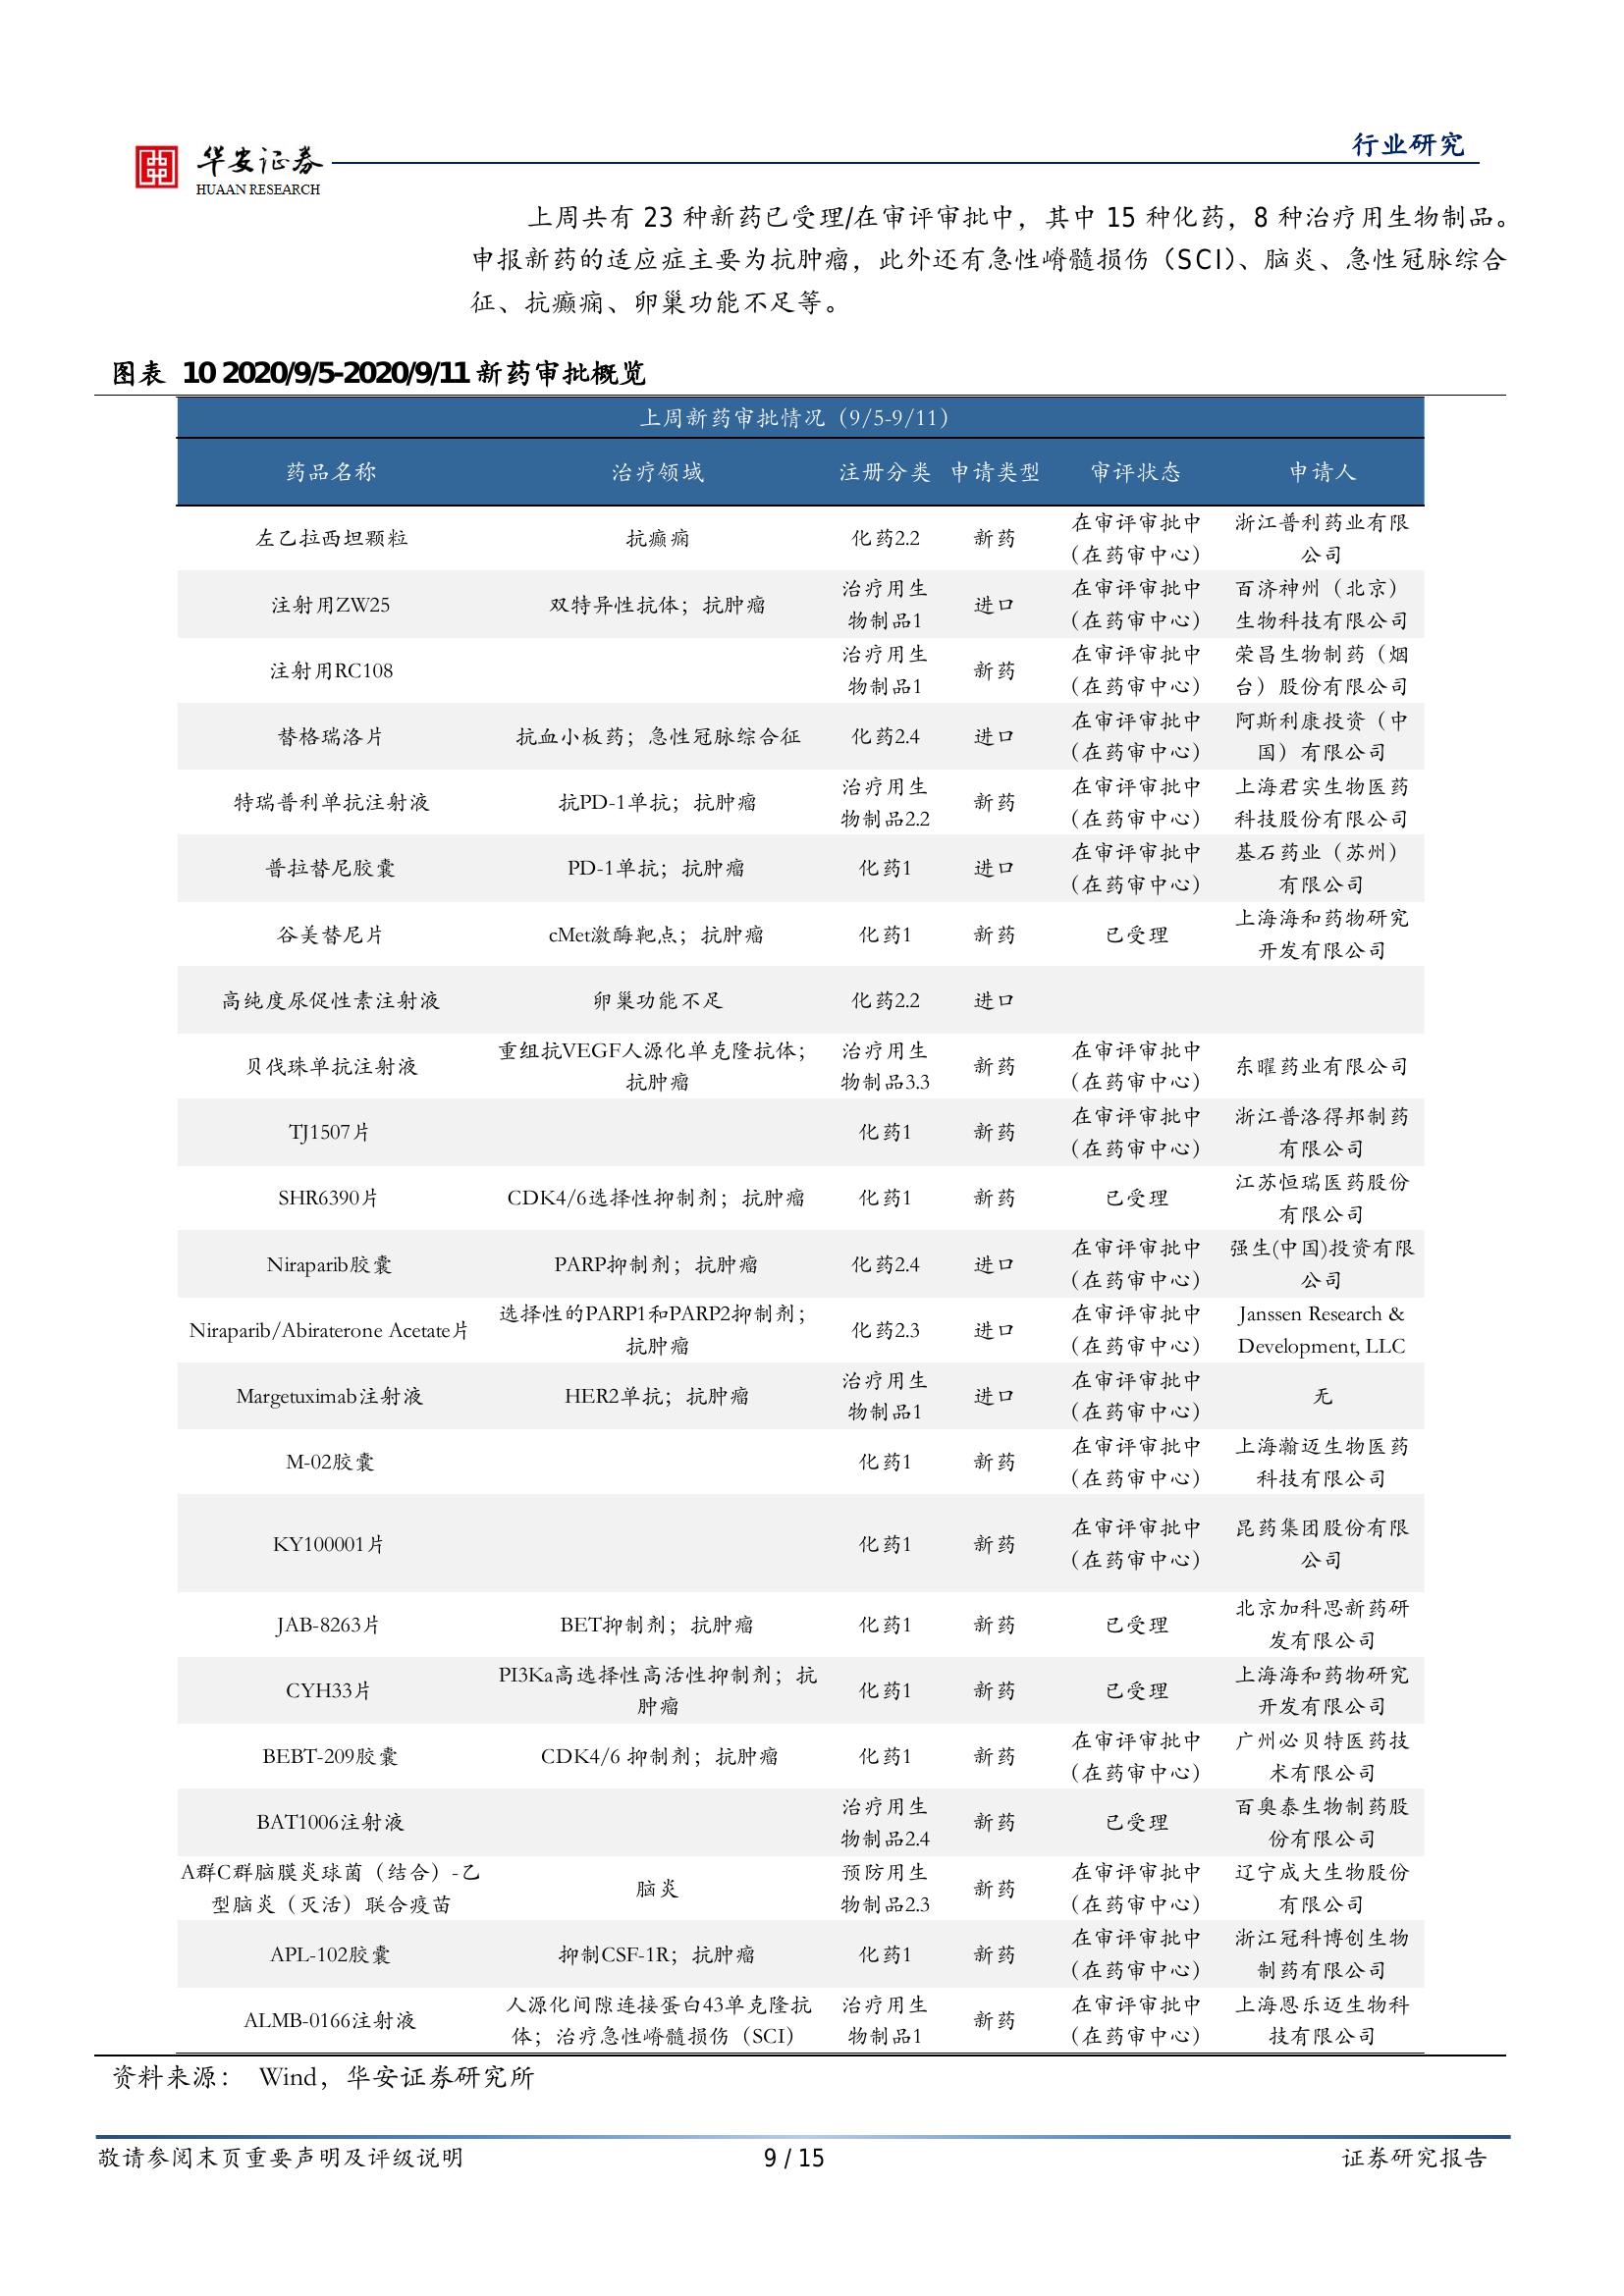 行业研究
华安证券
HUAAN RESEARCH
上周共有 23 种新药已受理/在审评审批中，其中 15 种化药，8 种治疗用生物制品。
申报新药的适应症主要为抗肿瘤，此外还有急性嵴髓损伤（SCI）、脑炎、急性冠脉综合
征、抗癫痫、卵巢功能不足等。
图表 10 2020/9/5-2020/9/11 新药审批概览
上周新药审批情况（9/5-9/11）
药品名称 治疗领域 注册分类 申请类型 审评状态 申请人
左乙拉西坦颗粒 抗癫痫 化药2.2 新药 在审评审批中（在药审中心） 浙江普利药业有限公司
注射用ZW25 双特异性抗体；抗肿瘤 治疗用生物制品1 进口 在审评审批中（在药审中心） 百济神州（北京）生物科技有限公司
注射用RC108 治疗用生物制品1 新药 在审评审批中（在药审中心） 荣昌生物制药（烟台）股份有限公司
替格瑞洛片 抗血小板药；急性冠脉综合征 化药2.4 进口 在审评审批中（在药审中心） 阿斯利康投资（中国）有限公司
特瑞普利单抗注射液 抗PD-1单抗；抗肿瘤 治疗用生物制品2.2 新药 在审评审批中（在药审中心） 上海君实生物医药科技股份有限公司
普拉替尼胶囊 PD-1单抗；抗肿瘤 化药1 进口 在审评审批中（在药审中心） 基石药业（苏州）有限公司
谷美替尼片 cMet激酶靶点；抗肿瘤 化药1 新药 已受理 上海海和药物研究开发有限公司
高纯度尿促性素注射液 卵巢功能不足 化药2.2 进口
贝伐珠单抗注射液 重组抗VEGF人源化单克隆抗体；抗肿瘤 治疗用生物制品3.3 新药 在审评审批中（在药审中心） 东曜药业有限公司
TJ1507片 化药1 新药 在审评审批中（在药审中心） 浙江普洛得邦制药有限公司
SHR6390片 CDK4/6选择性抑制剂；抗肿瘤 化药1 新药 已受理 江苏恒瑞医药股份有限公司
Niraparib胶囊 PARP抑制剂；抗肿瘤 化药2.4 进口 在审评审批中（在药审中心） 强生(中国)投资有限公司
Niraparib/Abiraterone Acetate片 选择性的PARP1和PARP2抑制剂；抗肿瘤 化药2.3 进口 在审评审批中（在药审中心） Janssen Research & Development, LLC
Margetuximab注射液 HER2单抗；抗肿瘤 治疗用生物制品1 进口 在审评审批中（在药审中心） 无
M-02胶囊 化药1 新药 在审评审批中（在药审中心） 上海瀚迈生物医药科技有限公司
KY100001片 化药1 新药 在审评审批中（在药审中心） 昆药集团股份有限公司
JAB-8263片 BET抑制剂；抗肿瘤 化药1 新药 已受理 北京加科思新药研发有限公司
CYH33片 PI3Ka高选择性高活性抑制剂；抗肿瘤 化药1 新药 已受理 上海海和药物研究开发有限公司
BEBT-209胶囊 CDK4/6 抑制剂；抗肿瘤 化药1 新药 在审评审批中（在药审中心） 广州必贝特医药技术有限公司
BAT1006注射液 治疗用生物制品2.4 新药 已受理 百奥泰生物制药股份有限公司
A群C群脑膜炎球菌（结合）-乙型脑炎（灭活）联合疫苗 脑炎 预防用生物制品2.3 新药 在审评审批中（在药审中心） 辽宁成大生物股份有限公司
APL-102胶囊 抑制CSF-1R；抗肿瘤 化药1 新药 在审评审批中（在药审中心） 浙江冠科博创生物制药有限公司
ALMB-0166注射液 人源化间隙连接蛋白43单克隆抗体；治疗急性嵴髓损伤（SCI） 治疗用生物制品1 新药 在审评审批中（在药审中心） 上海恩乐迈生物科技有限公司
资料来源： Wind，华安证券研究所
敬请参阅末页重要声明及评级说明 9 / 15 证券研究报告